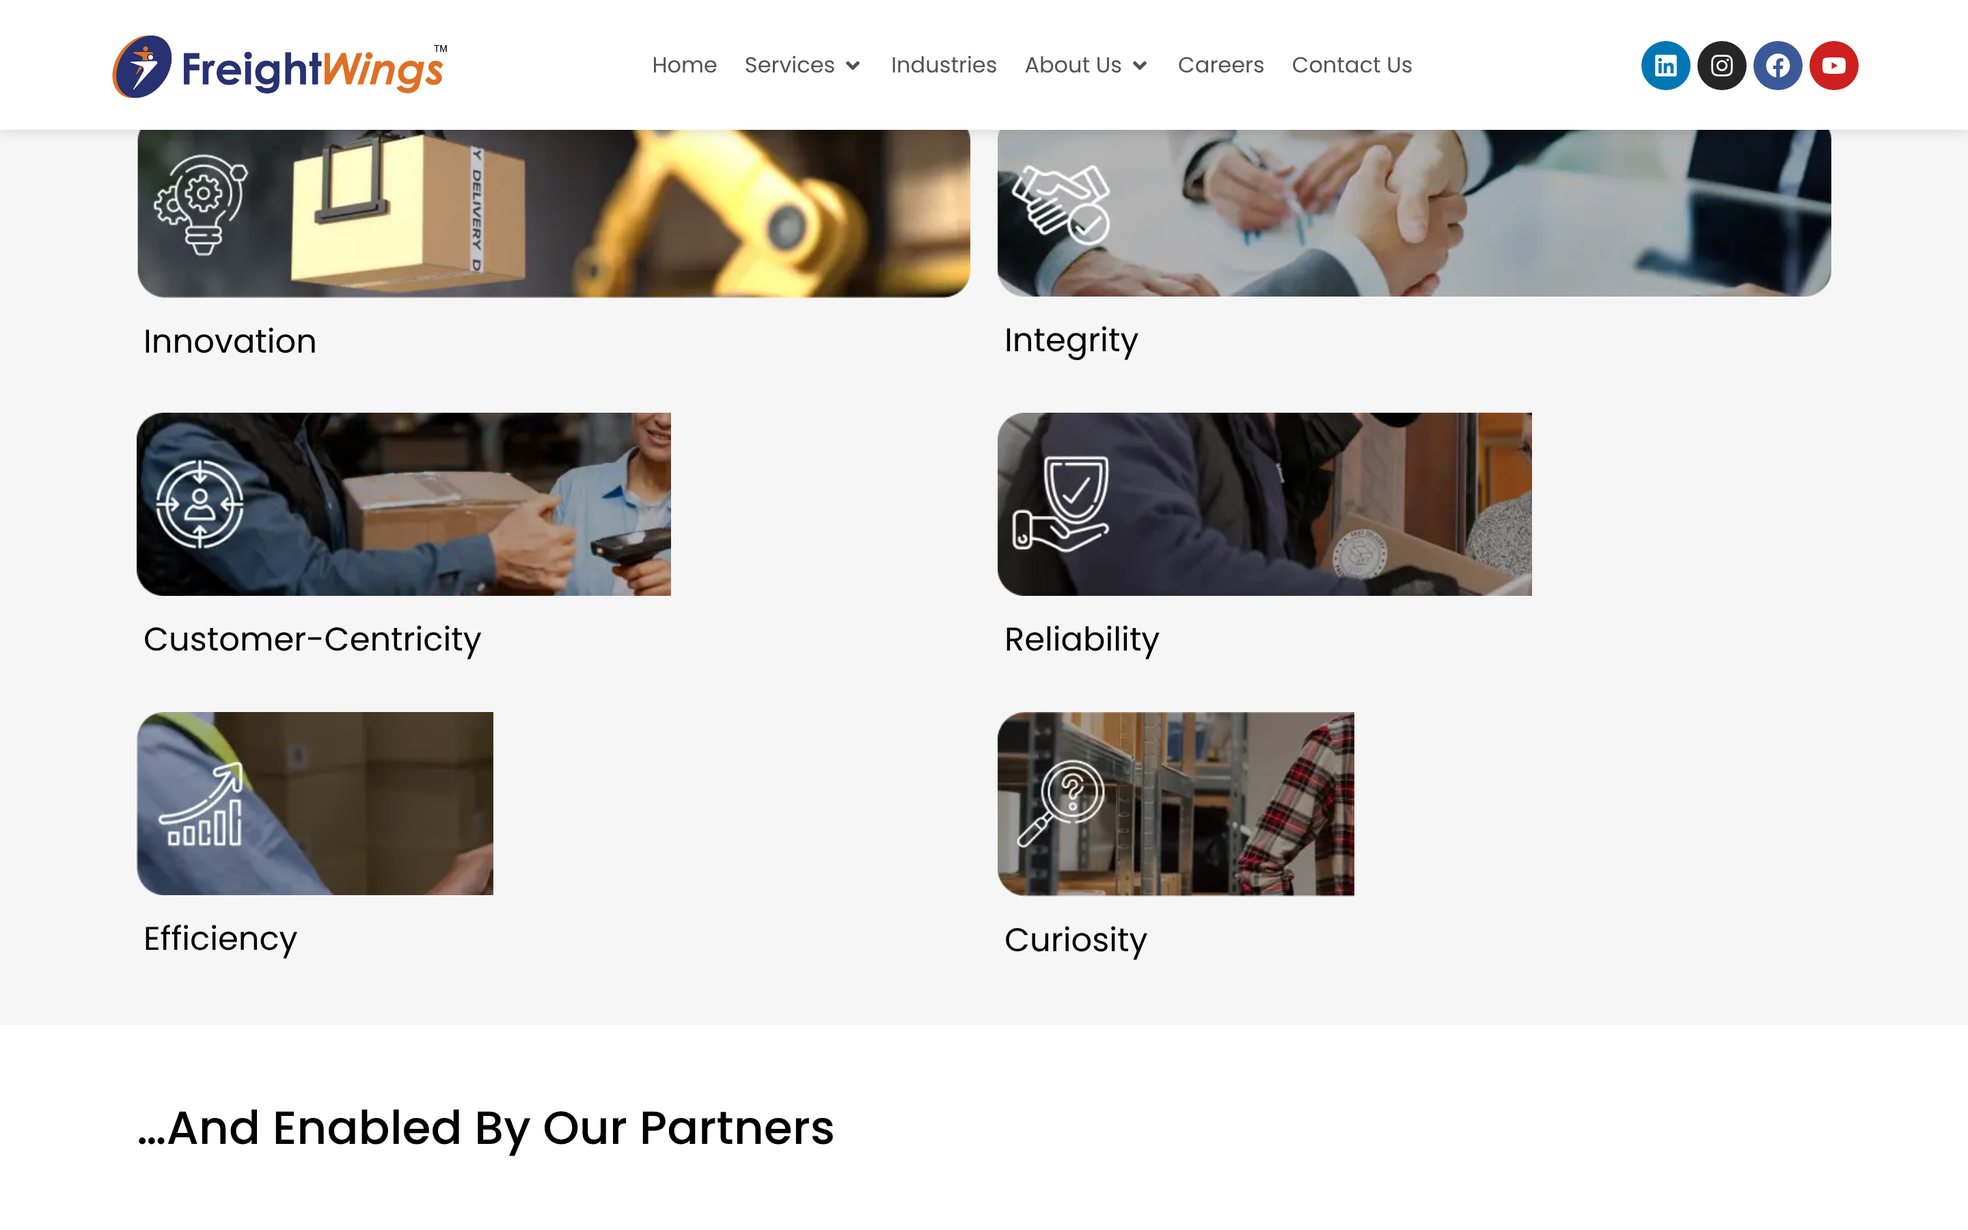 FreightWings™
Home Services Industries About Us Careers Contact Us
Y DELIVERY D
Innovation
Integrity
Customer-Centricity
Reliability
Efficiency
Curiosity
...And Enabled By Our Partners